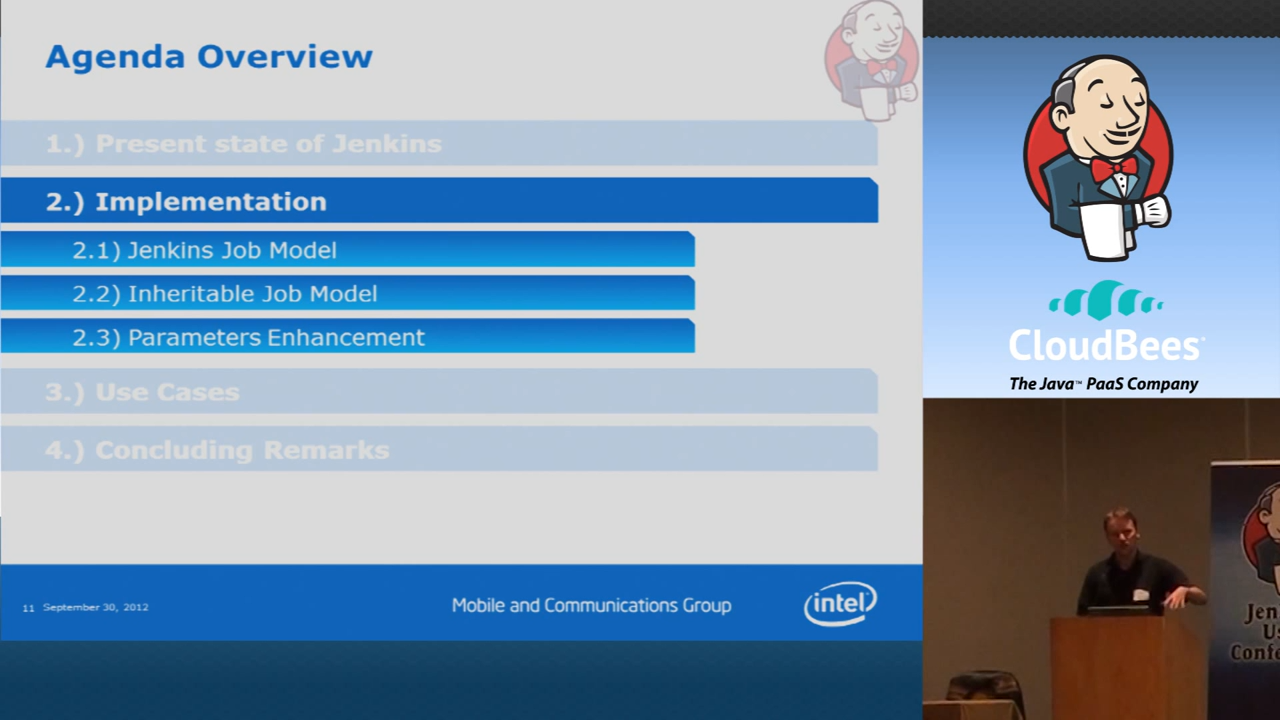 Agenda Overview
1.) Present state of Jenkins
2.) Implementation
2.1) Jenkins Job Model
2.2) Inheritable Job Model
2.3) Parameters Enhancement
3.) Use Cases
4.) Concluding Remarks
11 September 30, 2012
Mobile and Communications Group
intel
CloudBees
The Java™ PaaS Company